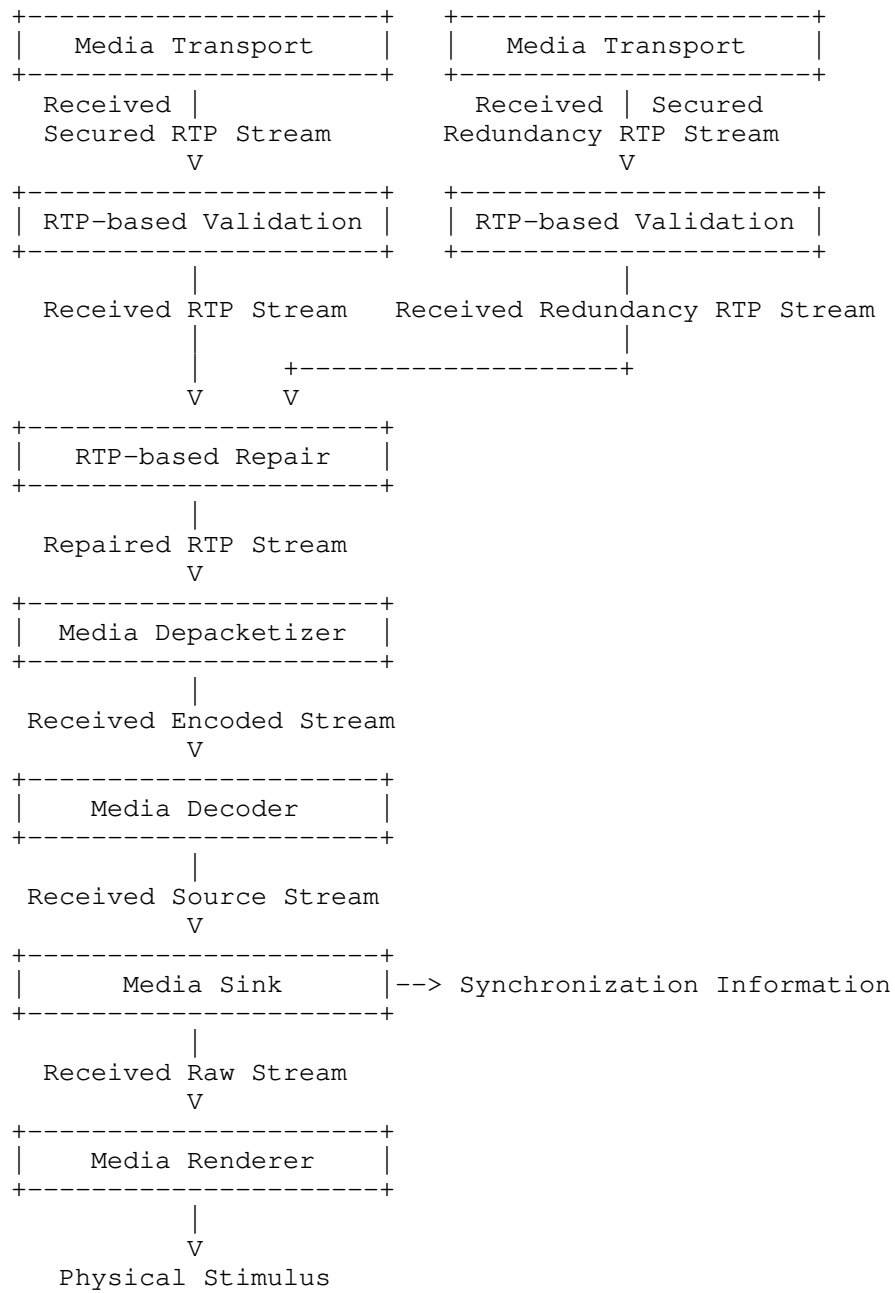 Media Transport Media Transport
Received Received Secured
Secured RTP Stream Redundancy RTP Stream
V V
RTP-based Validation RTP-based Validation
Received RTP Stream Received Redundancy RTP Stream
V V
RTP-based Repair
Repaired RTP Stream
V
Media Depacketizer
Received Encoded Stream
V
Media Decoder
Received Source Stream
V
Media Sink --> Synchronization Information
Received Raw Stream
V
Media Renderer
V
Physical Stimulus